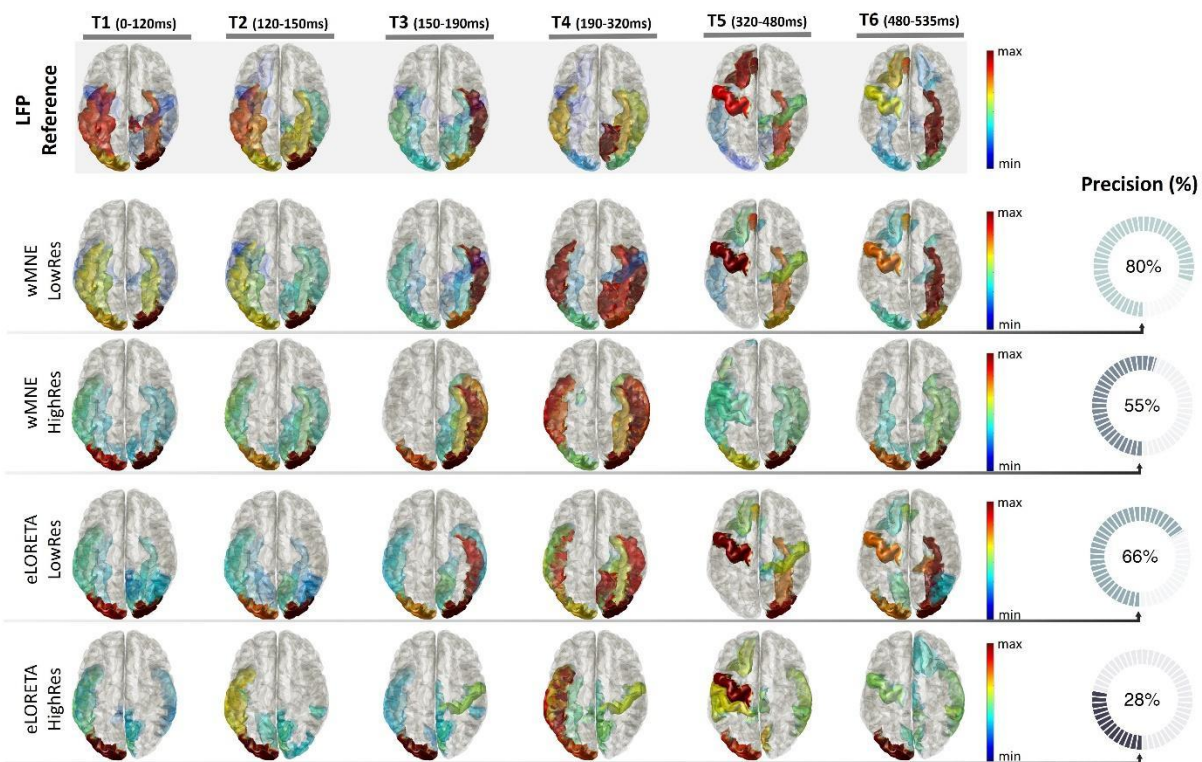 T1 (0-120ms) T2 (120-150ms) T3 (150-190ms) T4 (190-320ms) T5 (320-480ms) T6 (480-535ms)
LFP
Reference
max
min
Precision (%)
wMNE
LowRes
max
min
80%
wMNE
HighRes
max
min
55%
eLORETA
LowRes
max
min
66%
eLORETA
HighRes
max
min
28%